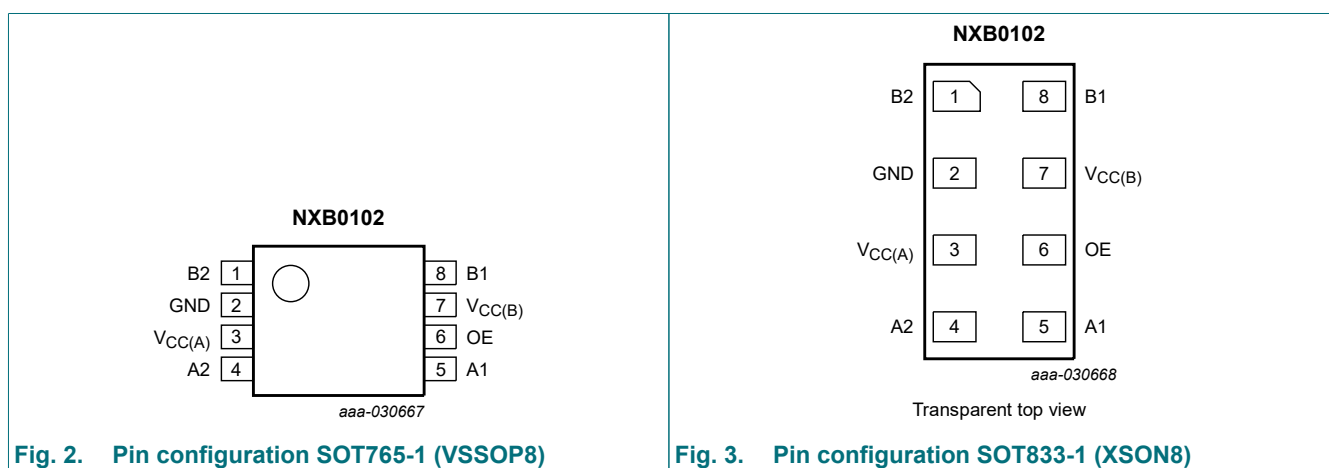 NXB0102
B2 1 8 B1
GND 2 7 VCC(B)
VCC(A) 3 6 OE
A2 4 5 A1
aaa-030667
Fig. 2. Pin configuration SOT765-1 (VSSOP8)
NXB0102
B2 1 8 B1
GND 2 7 VCC(B)
VCC(A) 3 6 OE
A2 4 5 A1
aaa-030668
Transparent top view
Fig. 3. Pin configuration SOT833-1 (XSON8)